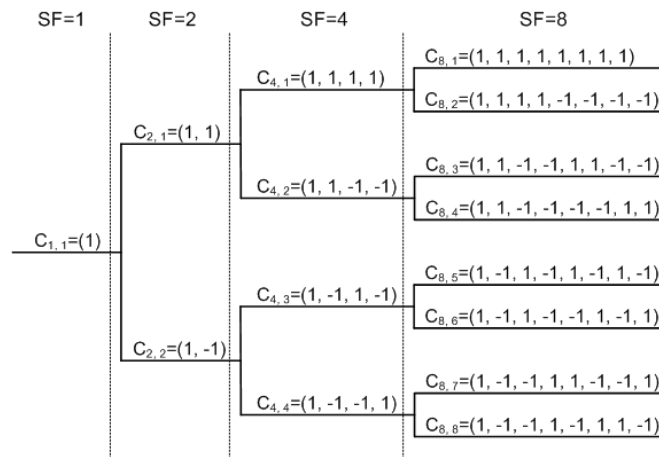 SF=1 SF=2 SF=4 SF=8
C8, 1=(1, 1, 1, 1, 1, 1, 1, 1)
C4, 1=(1, 1, 1, 1)
C8, 2=(1, 1, 1, 1, -1, -1, -1, -1)
C2, 1=(1, 1)
C8, 3=(1, 1, -1, -1, 1, 1, -1, -1)
C4, 2=(1, 1, -1, -1)
C8, 4=(1, 1, -1, -1, -1, -1, 1, 1)
C1, 1=(1)
C8, 5=(1, -1, 1, -1, 1, -1, 1, -1)
C4, 3=(1, -1, 1, -1)
C8, 6=(1, -1, 1, -1, -1, 1, -1, 1)
C2, 2=(1, -1)
C8, 7=(1, -1, -1, 1, 1, -1, -1, 1)
C4, 4=(1, -1, -1, 1)
C8, 8=(1, -1, -1, 1, -1, 1, 1, -1)